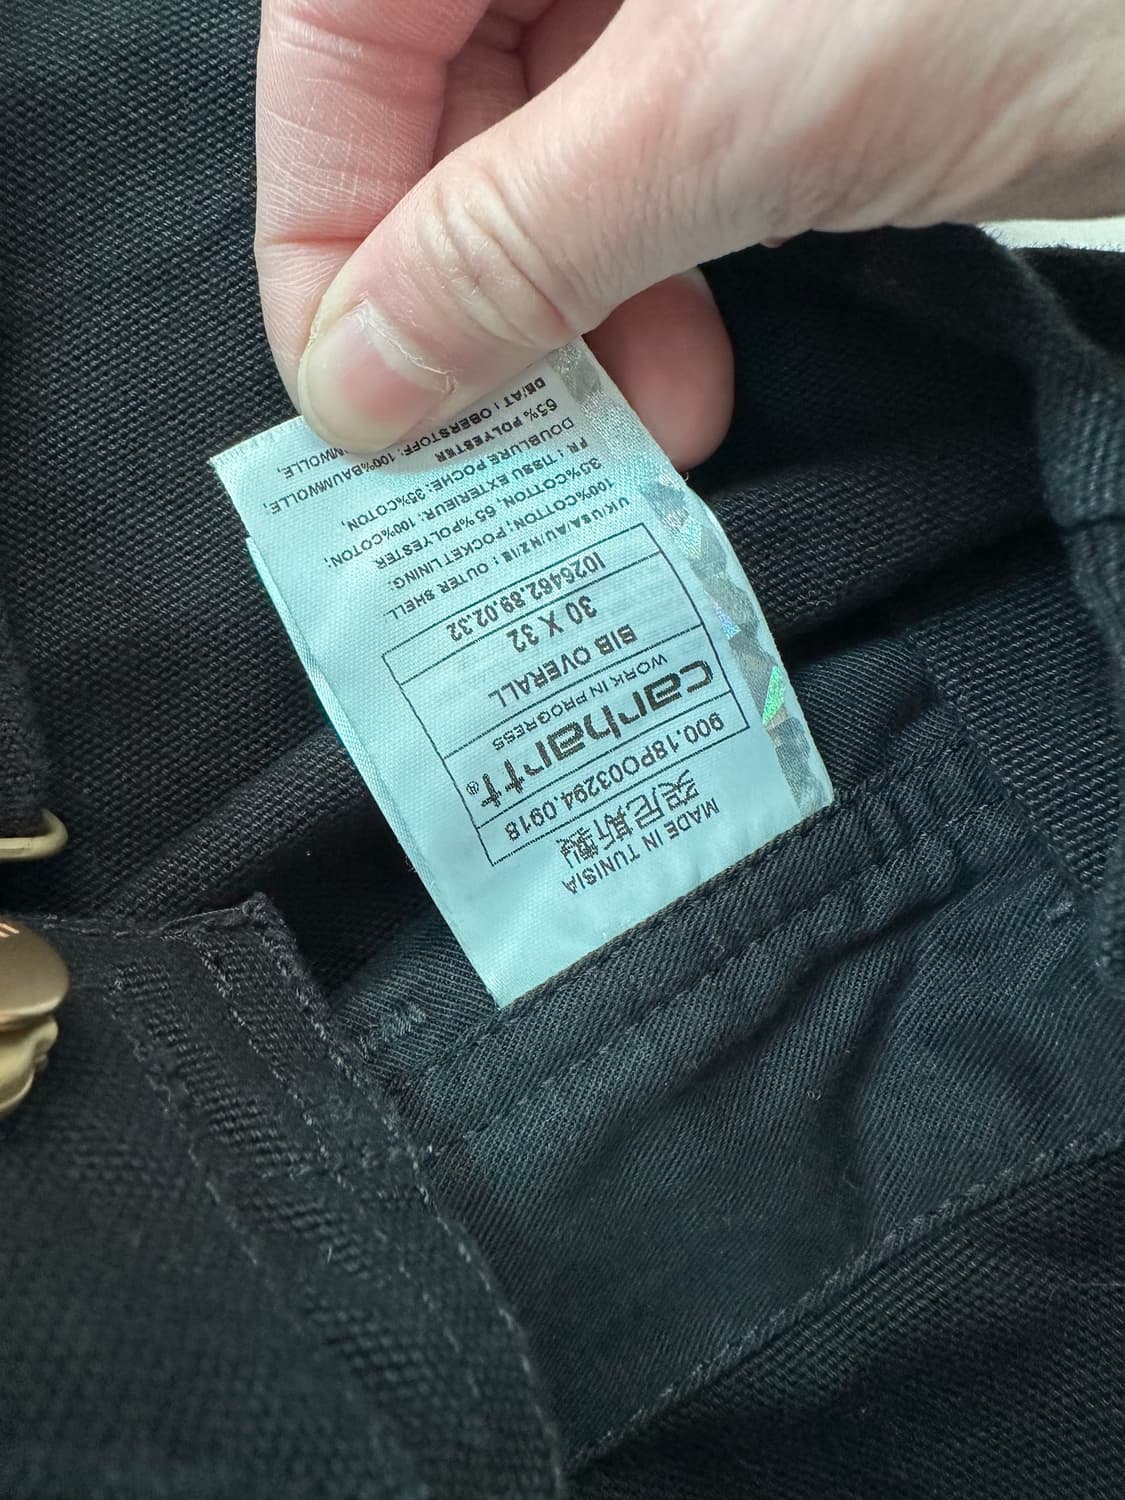 MADE IN TUNISIA
突尼斯製
900.18PO03294.0918
carhartt®
WORK IN PROGRESS
BIB OVERALL
30 X 32
I026462.89.02.32
UK/USA/AU/NZ/IS : OUTER SHELL:
100%COTTON, POCKET LINING:
35%COTTON, 65%POLYESTER
FR : TISSU EXTERIEUR: 100%COTON;
DOUBLURE POCHE: 35%COTON,
65% POLYESTER
DE/AT : OBERSTOFF: 100%BAUMWOLLE;